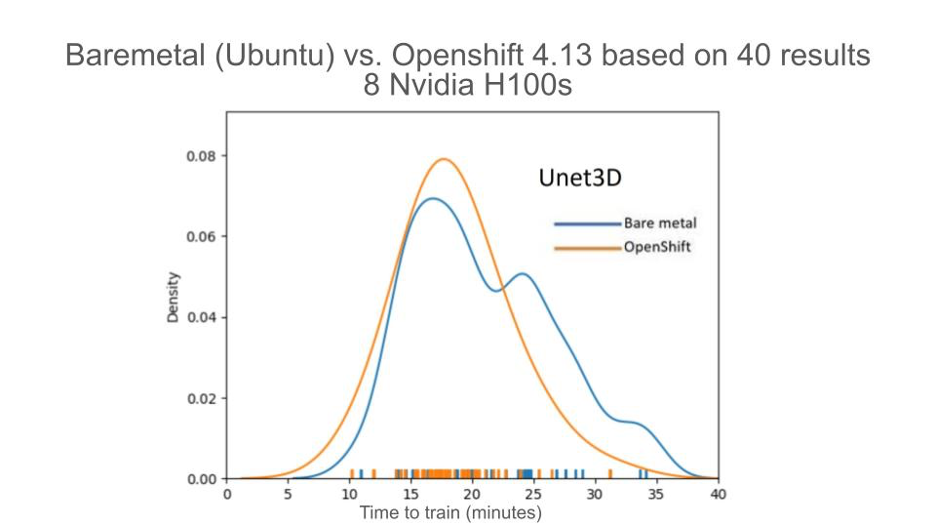 Baremetal (Ubuntu) vs. Openshift 4.13 based on 40 results
8 Nvidia H100s
Unet3D
Bare metal
OpenShift
Density
0.08
0.06
0.04
0.02
0.00
0 5 10 15 20 25 30 35 40
Time to train (minutes)